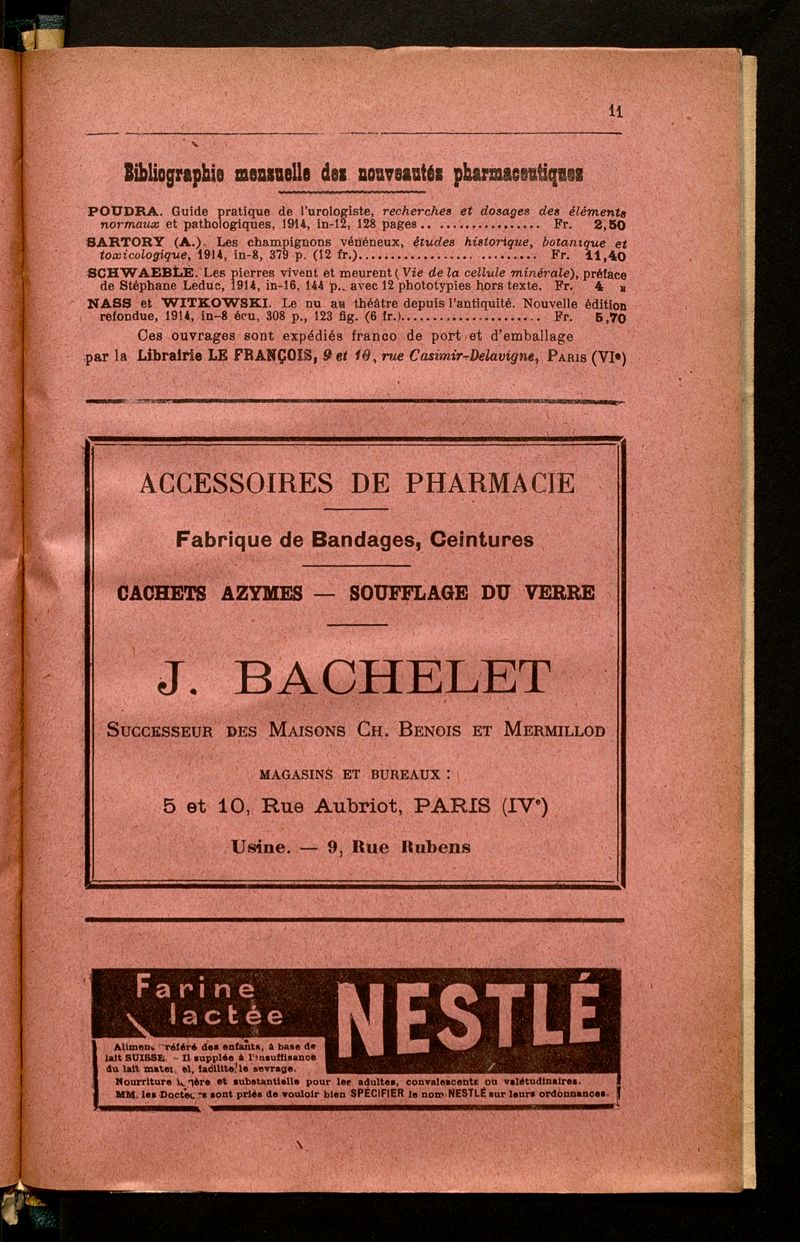 11
Bibliographie mensuelle des nouveautés pharmaceutiques
POUDRA. Guide pratique de l'urologiste, recherches et dosages des éléments
normaux et pathologiques, 1914, in-12, 128 pages .. ................ Fr. 2,50
SARTORY (A.). Les champignons vénéneux, études historique, botanique et
toxicologique, 1914, in-8, 379 p. (12 fr.)................. .......... Fr. 11,40
SCHWAEBLÉ. Les pierres vivent et meurent (Vie de la cellule minérale), préface
de Stéphane Leduc, 1914, in-16, 144 p., avec 12 phototypies hors texte. Fr. 4 »
NASS et WITKOWSKI. Le nu au théâtre depuis l'antiquité. Nouvelle édition
refondue, 1914, in-8 écu, 308 p., 123 fig. (6 fr.)...................... Fr. 5,70
Ces ouvrages sont expédiés franco de port et d'emballage
par la Librairie LE FRANÇOIS, 9 et 10, rue Casimir-Delavigne, PARIS (VIe)
ACCESSOIRES DE PHARMACIE
Fabrique de Bandages, Ceintures
CACHETS AZYMES — SOUFFLAGE DU VERRE
J. BACHELET
SUCCESSEUR DES MAISONS CH. BENOIS ET MERMILLOD
MAGASINS ET BUREAUX :
5 et 10, Rue Aubriot, PARIS (IVe)
Usine. — 9, Rue Rubens
Farine
lactée
NESTLÉ
Aliment préféré des enfants, à base de
lait SUISSE. - Il supplée à l'insuffisance
du lait maternel, facilite le sevrage.
Nourriture légère et substantielle pour les adultes, convalescents ou valétudinaires.
MM. les Docteurs sont priés de vouloir bien SPÉCIFIER le nom NESTLÉ sur leurs ordonnances.